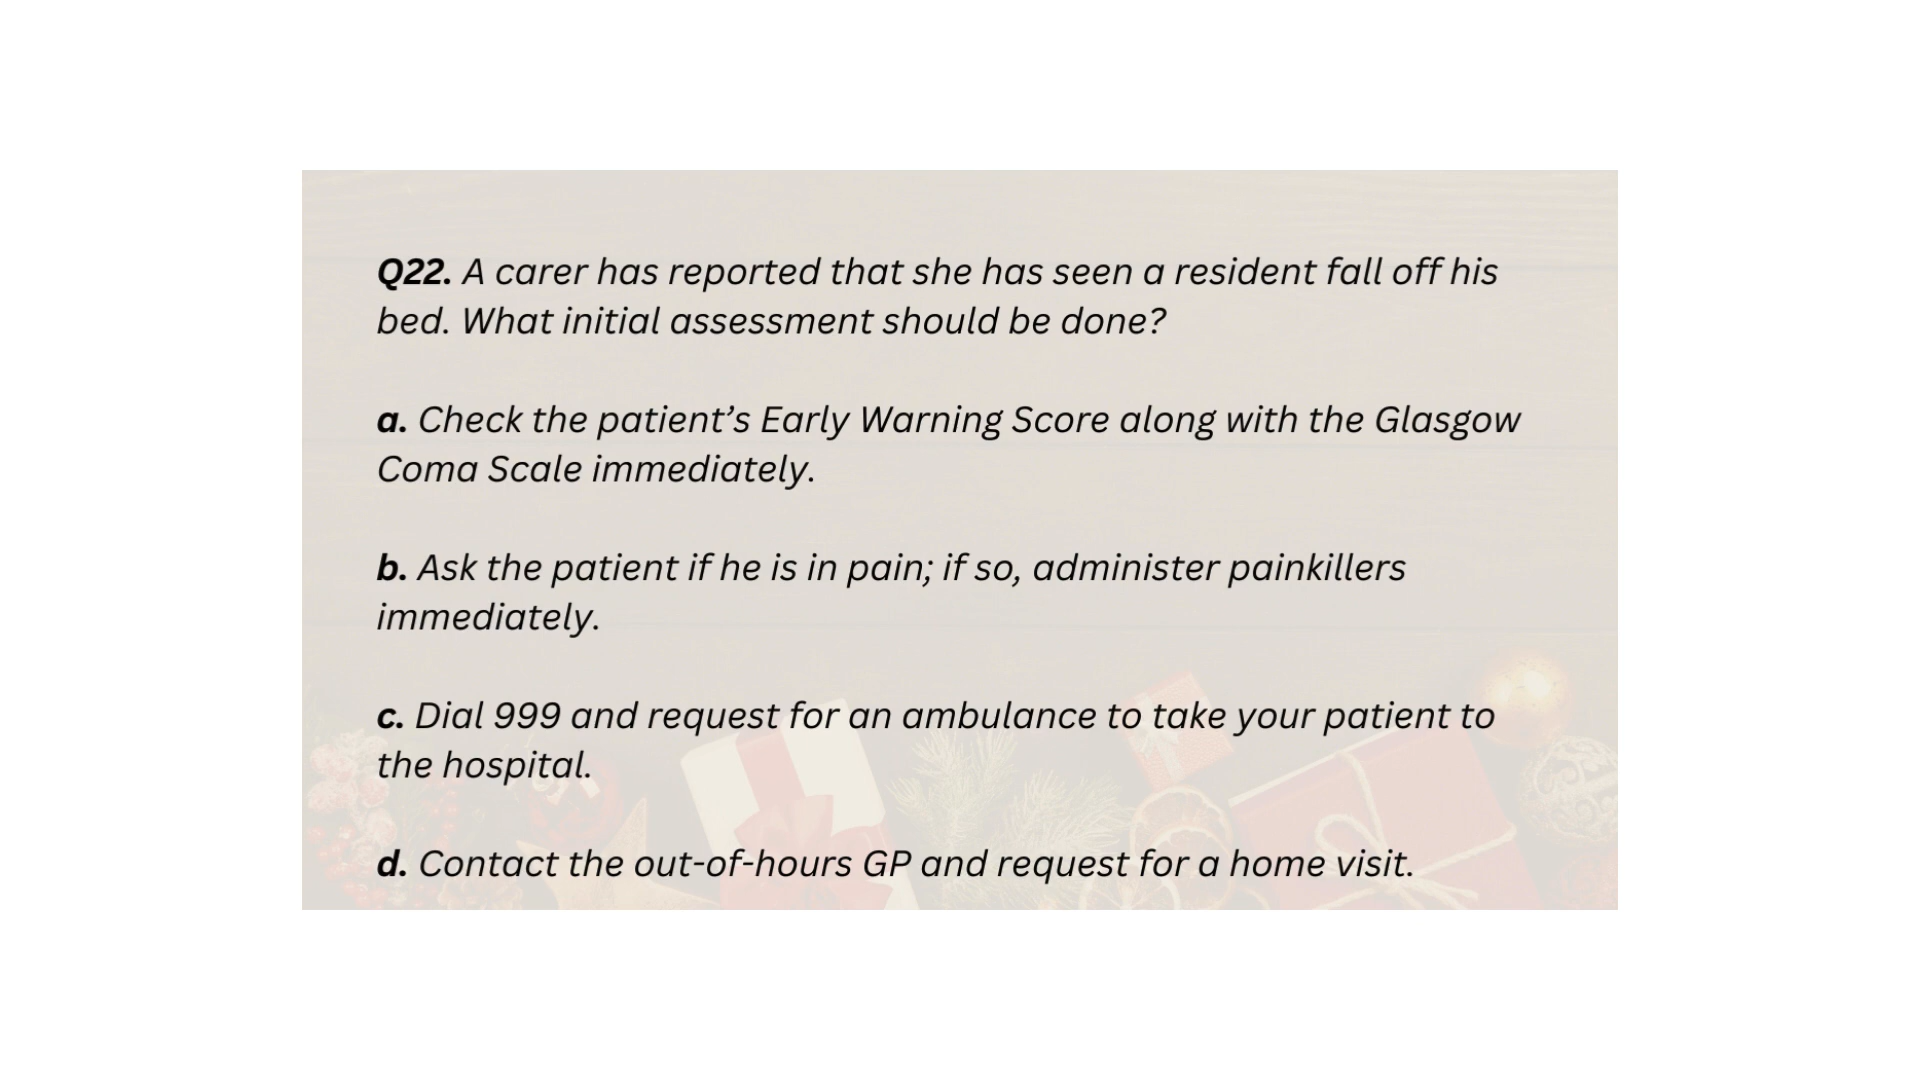 Q22. A carer has reported that she has seen a resident fall off his
bed. What initial assessment should be done?
a. Check the patient’s Early Warning Score along with the Glasgow
Coma Scale immediately.
b. Ask the patient if he is in pain; if so, administer painkillers
immediately.
c. Dial 999 and request for an ambulance to take your patient to
the hospital.
d. Contact the out-of-hours GP and request for a home visit.